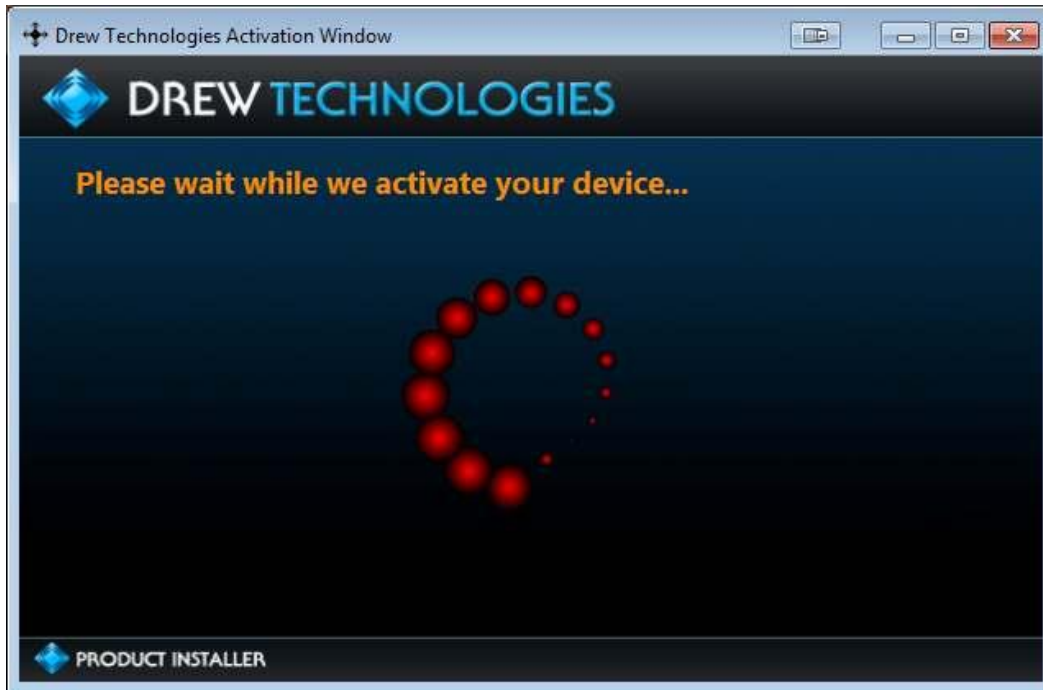 Drew Technologies Activation Window
DREW TECHNOLOGIES
Please wait while we activate your device...
PRODUCT INSTALLER